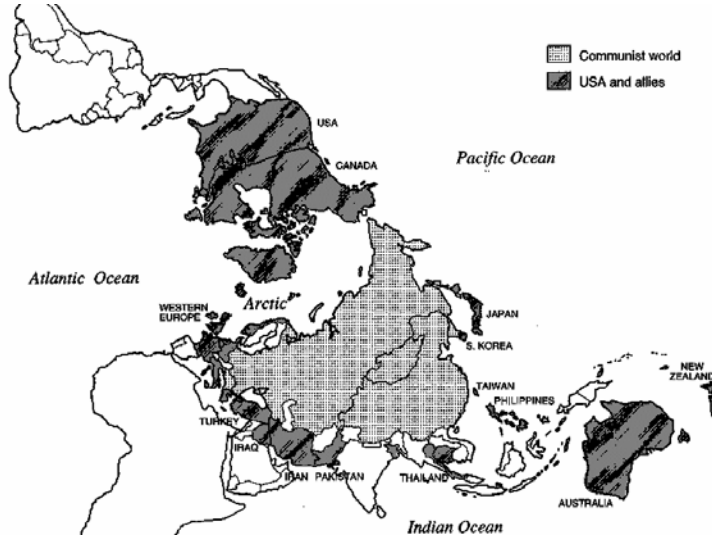 Communist world
USA and allies
USA
CANADA
Pacific Ocean
Atlantic Ocean
Arctic
WESTERN
EUROPE
JAPAN
S. KOREA
TAIWAN
PHILIPPINES
NEW
ZEALAND
TURKEY
IRAQ
IRAN
PAKISTAN
THAILAND
AUSTRALIA
Indian Ocean